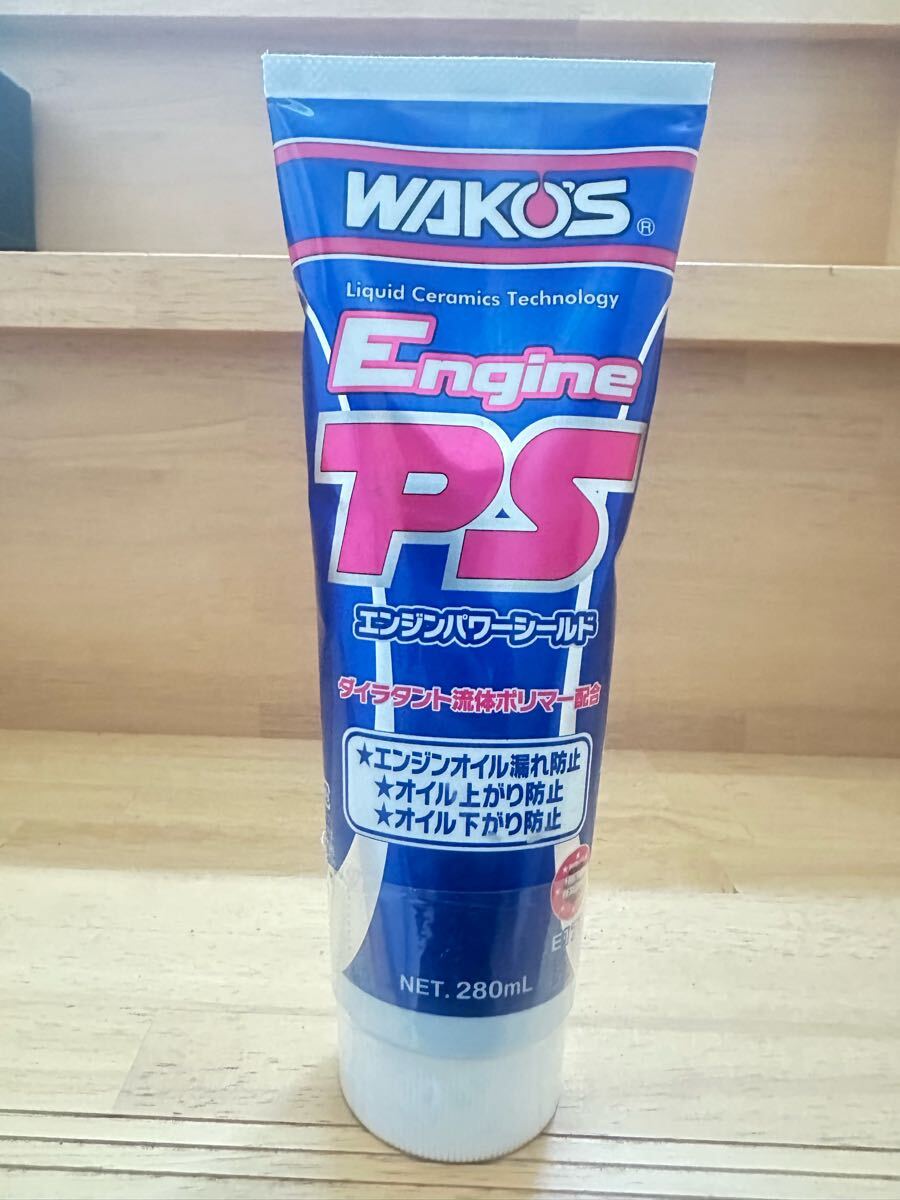 WAKO'S ®
Liquid Ceramics Technology
Engine
PS
エンジンパワーシールド
ダイラタント流体ポリマー配合
★エンジンオイル漏れ防止
★オイル上がり防止
★オイル下がり防止
NET. 280mL